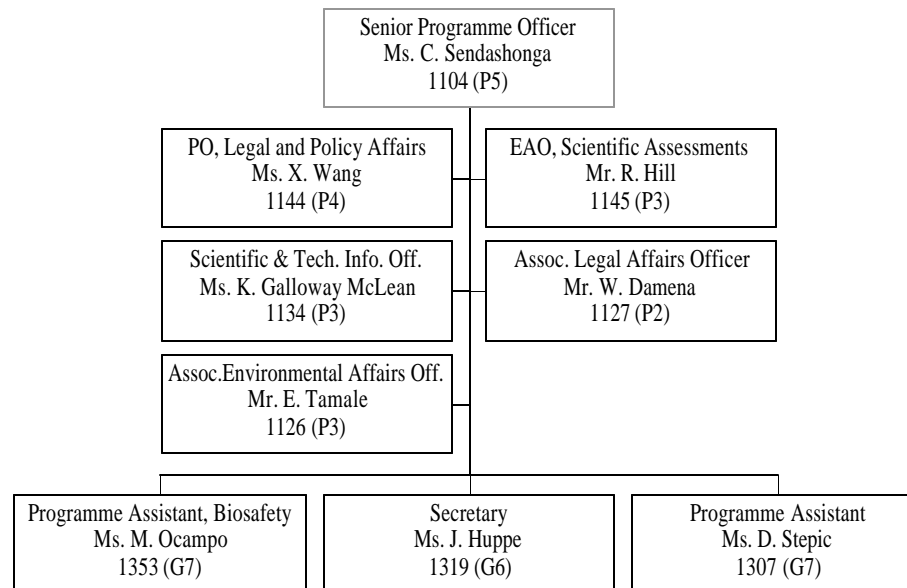 Senior Programme Officer
Ms. C. Sendashonga
1104 (P5)
PO, Legal and Policy Affairs
Ms. X. Wang
1144 (P4)
EAO, Scientific Assessments
Mr. R. Hill
1145 (P3)
Scientific & Tech. Info. Off.
Ms. K. Galloway McLean
1134 (P3)
Assoc. Legal Affairs Officer
Mr. W. Damena
1127 (P2)
Assoc.Environmental Affairs Off.
Mr. E. Tamale
1126 (P3)
Programme Assistant, Biosafety
Ms. M. Ocampo
1353 (G7)
Secretary
Ms. J. Huppe
1319 (G6)
Programme Assistant
Ms. D. Stepic
1307 (G7)